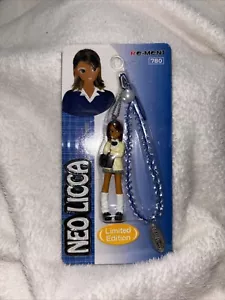 RE-MENT
780
NEO LICCA
Limited
Edition